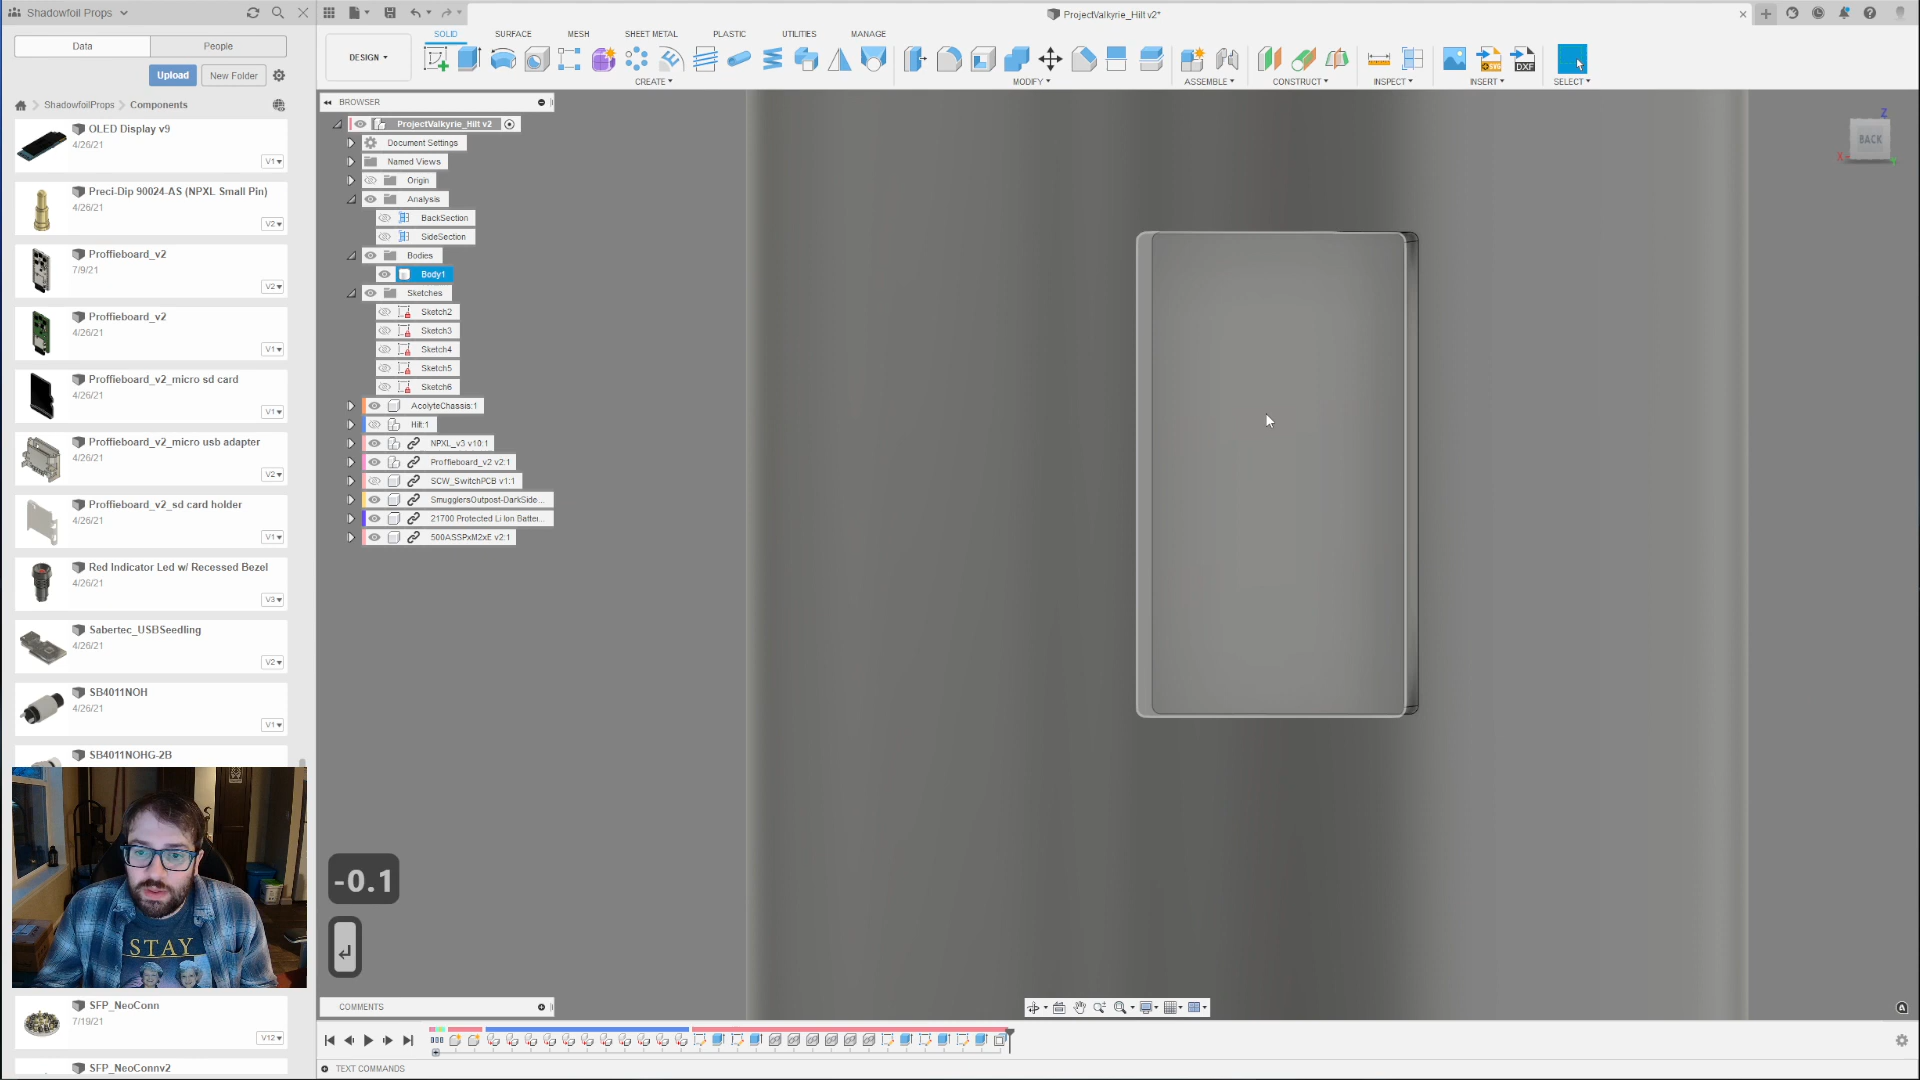 Shadowfoil Props
ProjectValkyrie_Hilt v2*
Data
People
Upload
New Folder
ShadowfoilProps
Components
OLED Display v9
4/26/21
V1
Preci-Dip 90024-AS (NPXL Small Pin)
4/26/21
V2
Proffieboard_v2
7/9/21
V2
Proffieboard_v2
4/26/21
V1
Proffieboard_v2_micro sd card
4/26/21
V1
Proffieboard_v2_micro usb adapter
4/26/21
V2
Proffieboard_v2_sd card holder
4/26/21
V1
Red Indicator Led w/ Recessed Bezel
4/26/21
V3
Sabertec_USBSeedling
4/26/21
V2
SB4011NOH
4/26/21
V1
SB4011NOHG-2B
STAY
SFP_NeoConn
7/19/21
V12
SFP_NeoConnv2
DESIGN
SOLID
SURFACE
MESH
SHEET METAL
PLASTIC
UTILITIES
MANAGE
CREATE
MODIFY
ASSEMBLE
CONSTRUCT
INSPECT
INSERT
SELECT
SVG
DXF
BROWSER
ProjectValkyrie_Hilt v2
Document Settings
Named Views
Origin
Analysis
BackSection
SideSection
Bodies
Body1
Sketches
Sketch2
Sketch3
Sketch4
Sketch5
Sketch6
AcolyteChassis:1
Hilt:1
NPXL_v3 v10:1
Proffieboard_v2 v2:1
SCW_SwitchPCB v1:1
SmugglersOutpost-DarkSide...
21700 Protected Li Ion Batter...
500ASSPxM2xE v2:1
Z
BACK
X
-0.1
COMMENTS
TEXT COMMANDS